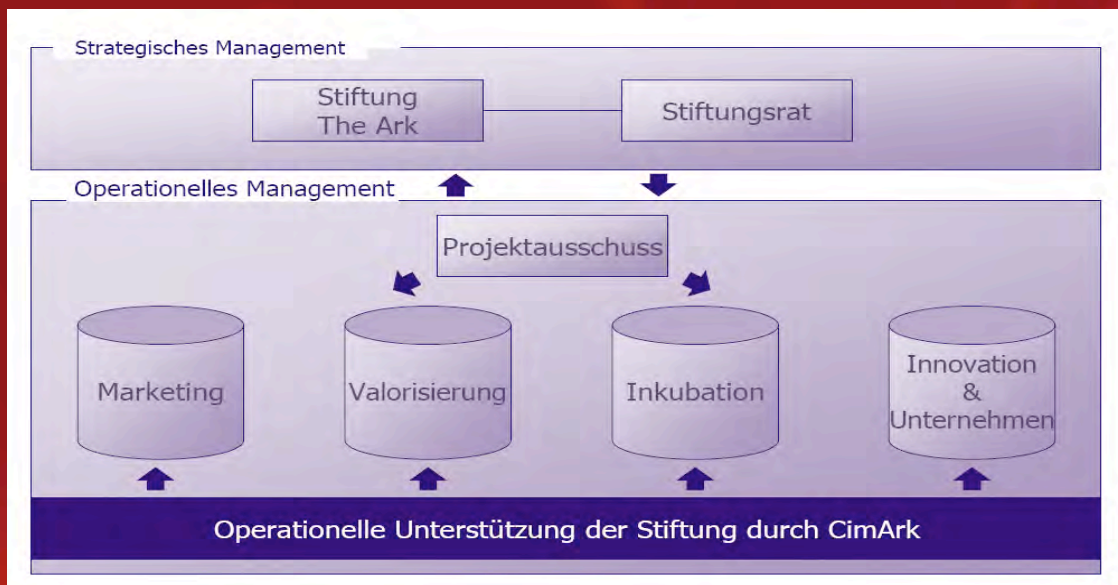 Strategisches Management
Stiftung
The Ark
Stiftungsrat
Operationelles Management
Projektausschuss
Marketing
Valorisierung
Inkubation
Innovation
&
Unternehmen
Operationelle Unterstützung der Stiftung durch CimArk